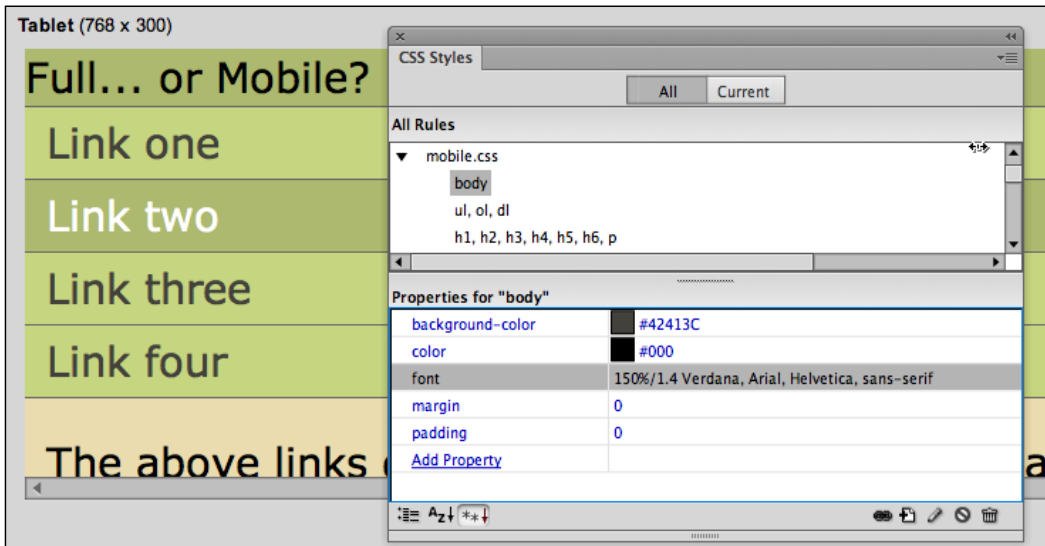 Tablet (768 x 300)
Full... or Mobile?
Link one
Link two
Link three
Link four
The above links
a
CSS Styles
All Current
All Rules
mobile.css
body
ul, ol, dl
h1, h2, h3, h4, h5, h6, p
Properties for "body"
background-color #42413C
color #000
font 150%/1.4 Verdana, Arial, Helvetica, sans-serif
margin 0
padding 0
Add Property